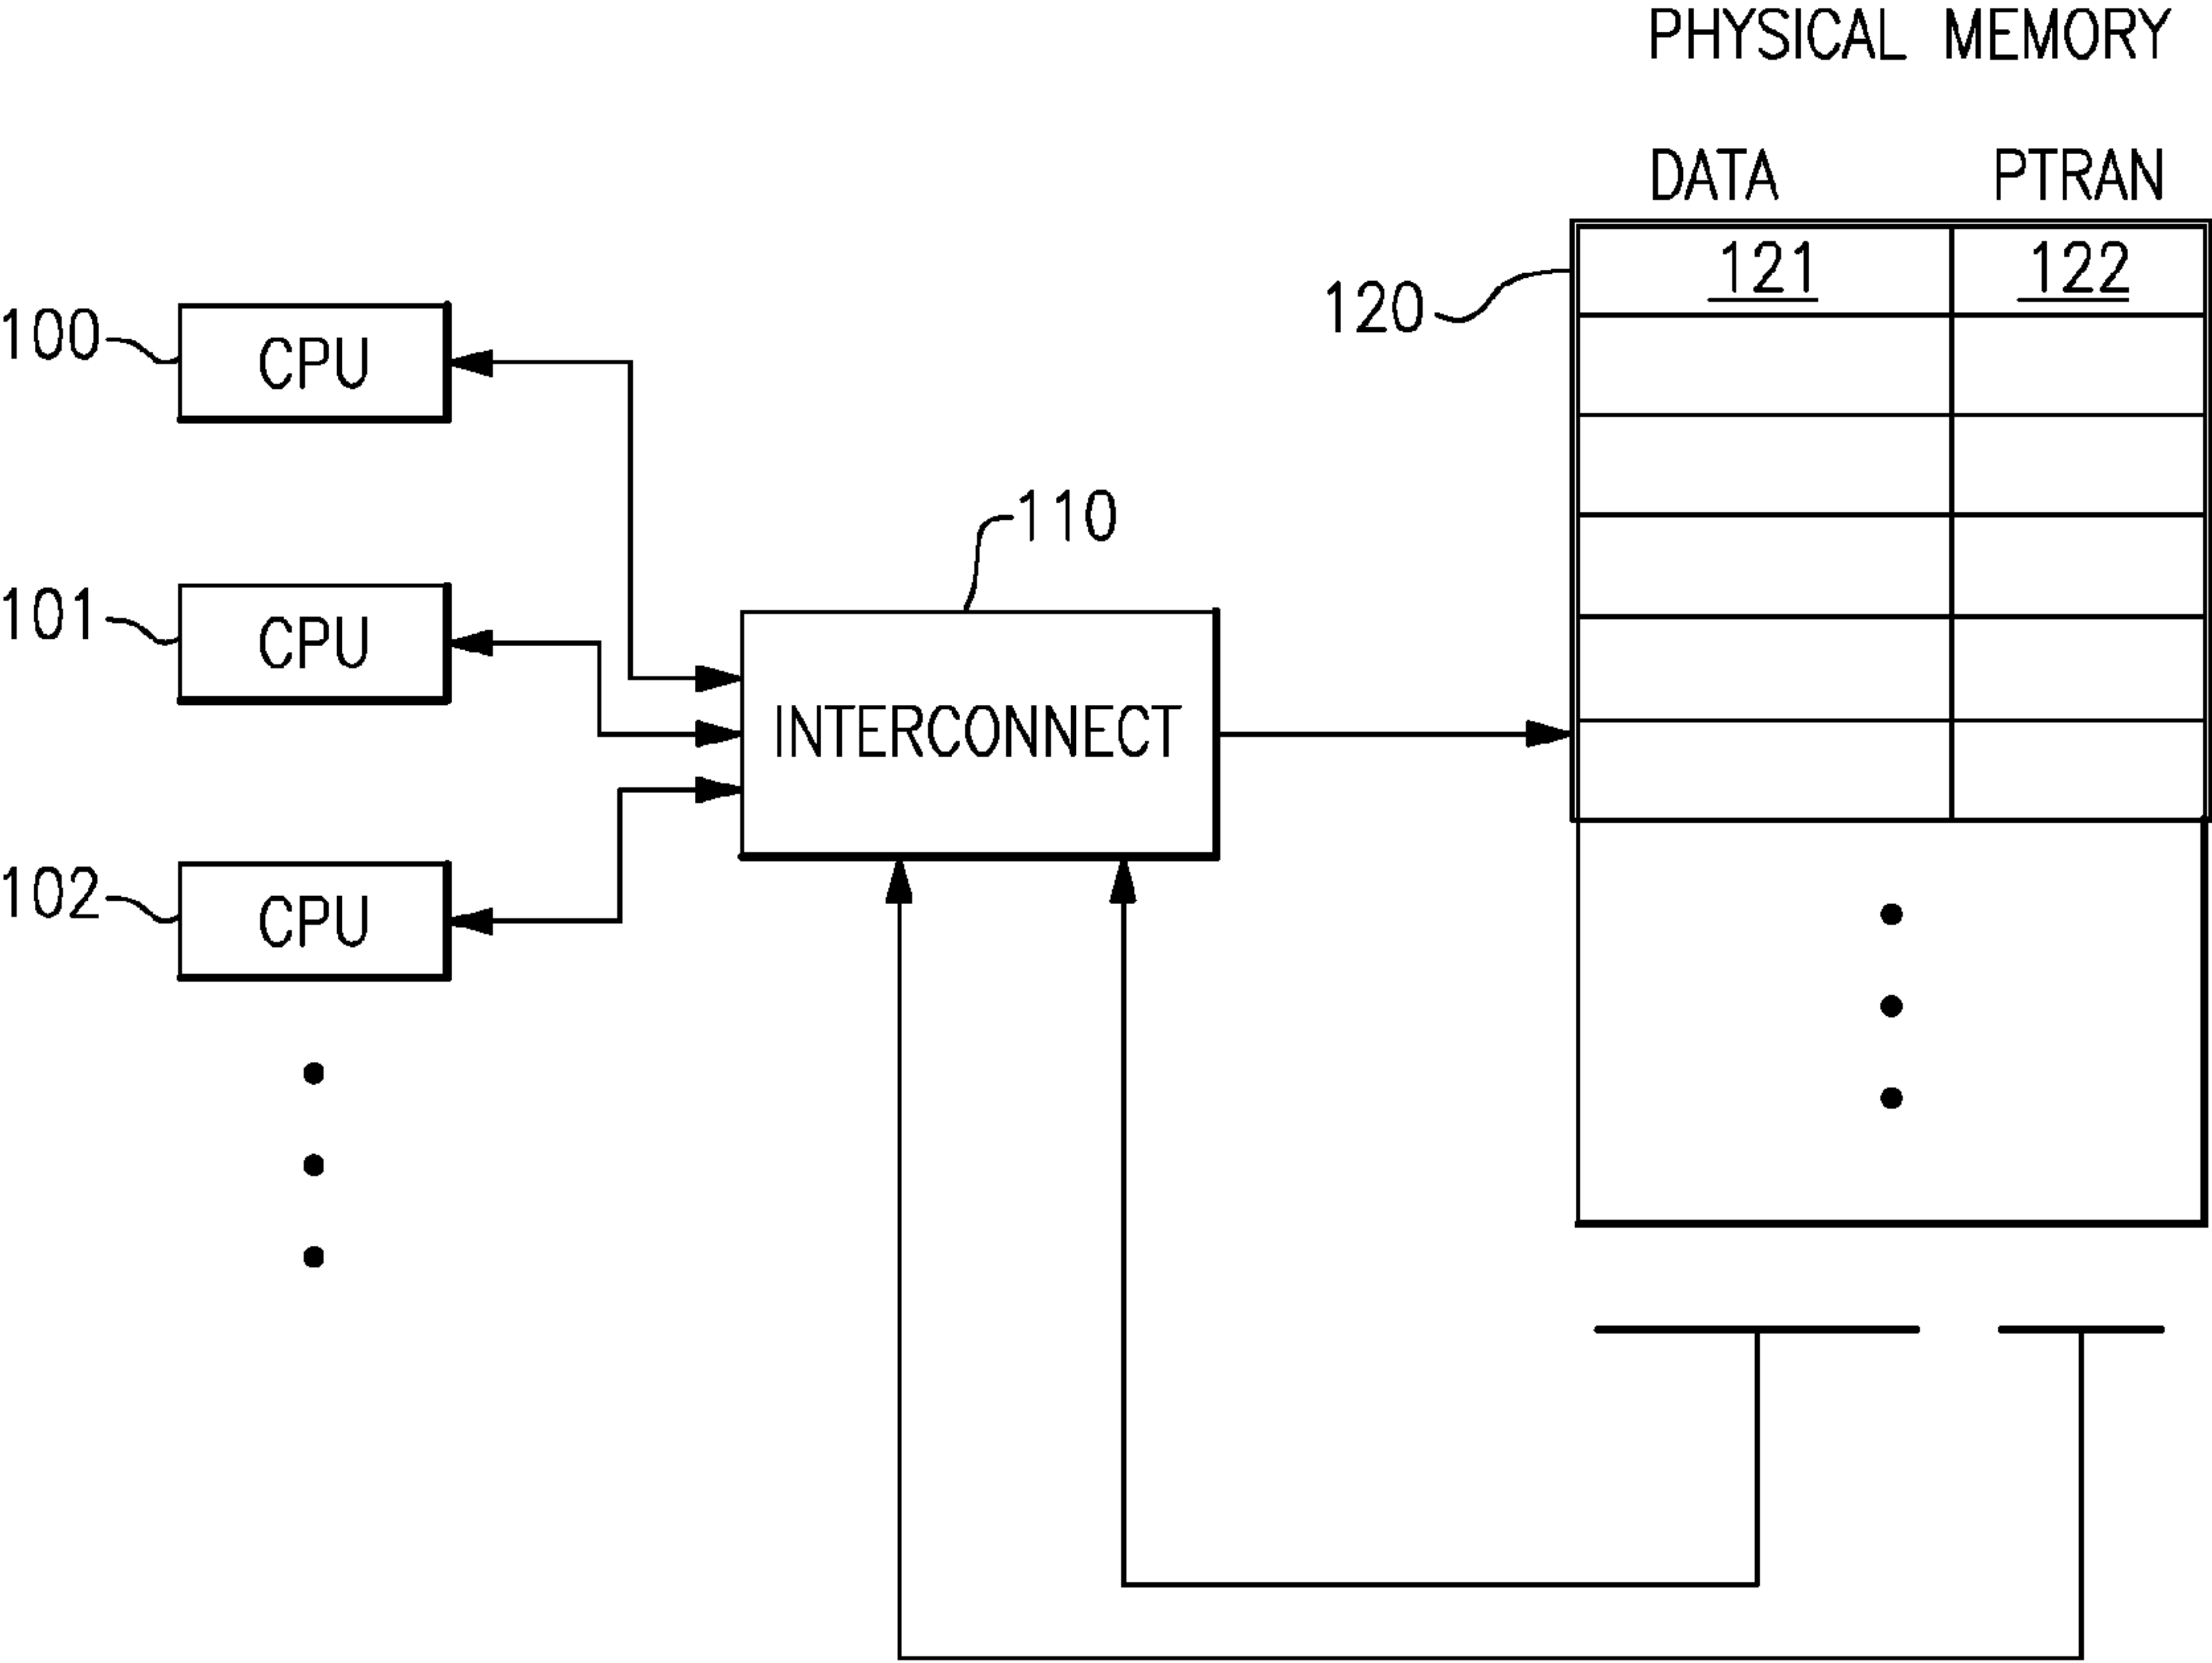 PHYSICAL MEMORY
DATA PTRAN
120 121 122
100 CPU
110
101 CPU
INTERCONNECT
102 CPU